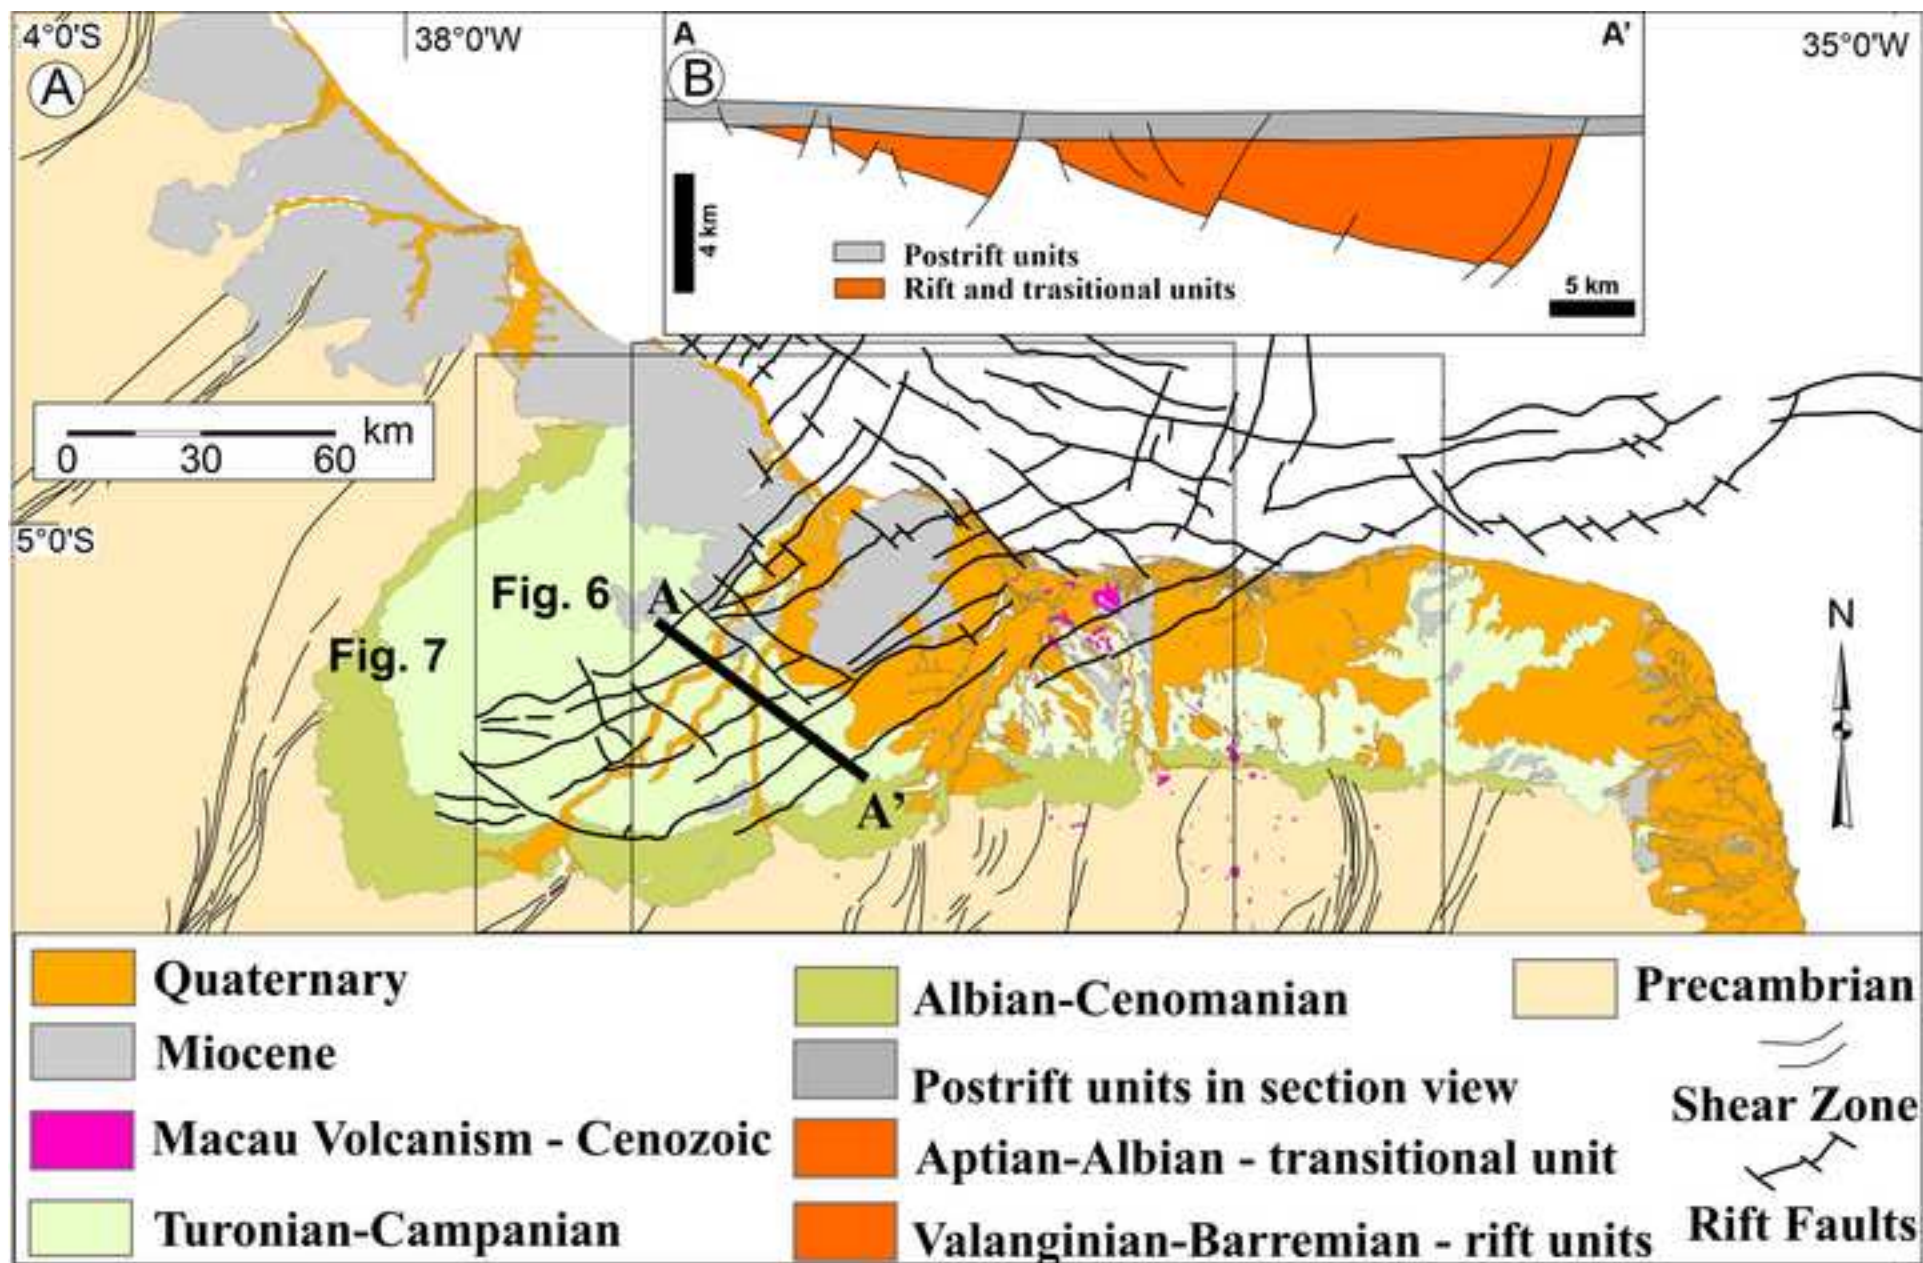 4°0'S
38°0'W
35°0'W
A
A
A'
B
4 km
Postrift units
Rift and trasitional units
5 km
km
0 30 60
5°0'S
Fig. 6
A
Fig. 7
A'
N
Quaternary
Miocene
Macau Volcanism - Cenozoic
Turonian-Campanian
Albian-Cenomanian
Postrift units in section view
Aptian-Albian - transitional unit
Valanginian-Barremian - rift units
Precambrian
Shear Zone
Rift Faults